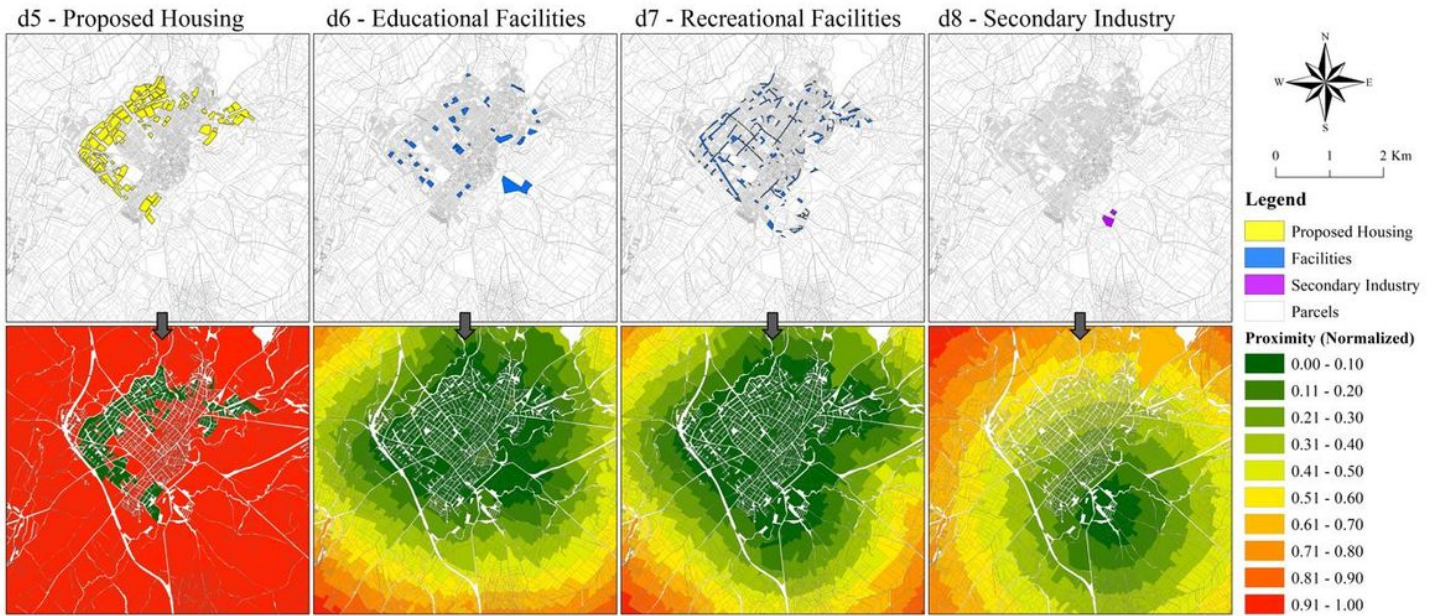 d5 - Proposed Housing
d6 - Educational Facilities
d7 - Recreational Facilities
d8 - Secondary Industry
N
W
E
S
0 1 2 Km
Legend
Proposed Housing
Facilities
Secondary Industry
Parcels
Proximity (Normalized)
0.00 - 0.10
0.11 - 0.20
0.21 - 0.30
0.31 - 0.40
0.41 - 0.50
0.51 - 0.60
0.61 - 0.70
0.71 - 0.80
0.81 - 0.90
0.91 - 1.00